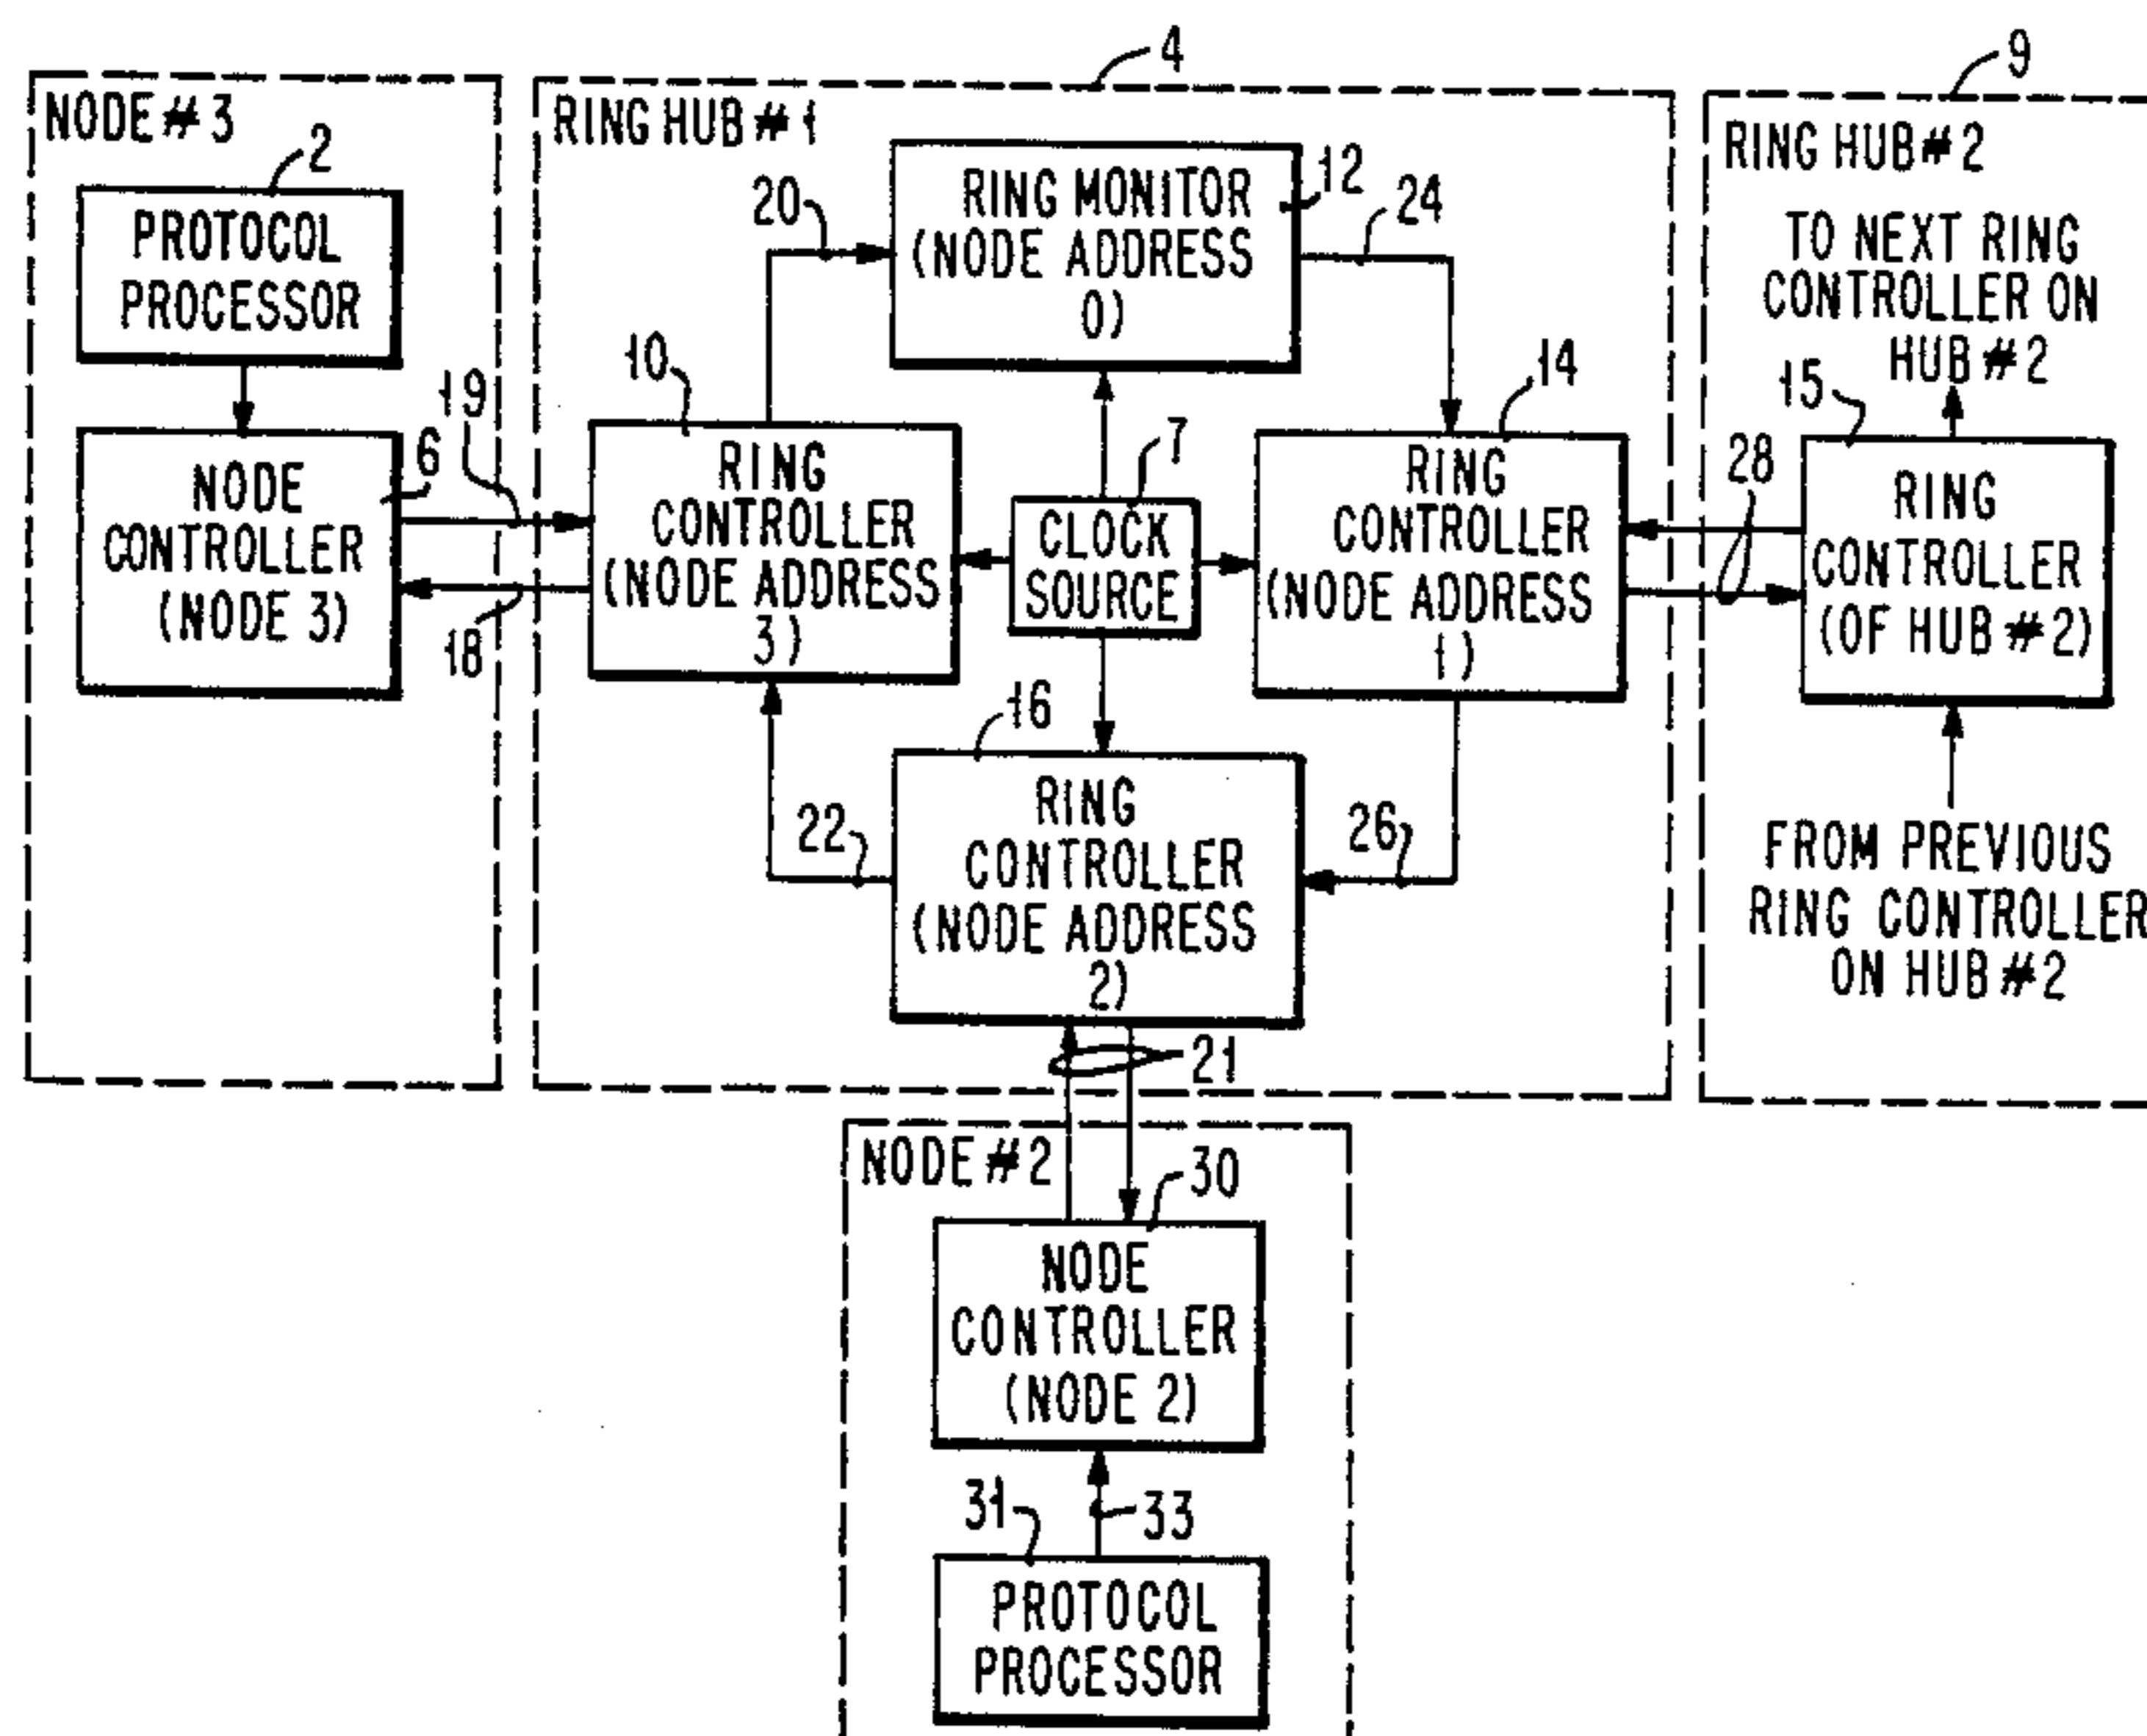 4
9
NODE #3
RING HUB #1
RING HUB #2
2
PROTOCOL
PROCESSOR
20
RING MONITOR
(NODE ADDRESS
0)
12
24
TO NEXT RING
CONTROLLER ON
HUB #2
19
6
NODE
CONTROLLER
(NODE 3)
18
10
RING
CONTROLLER
(NODE ADDRESS
3)
7
CLOCK
SOURCE
14
RING
CONTROLLER
(NODE ADDRESS
1)
28
15
RING
CONTROLLER
(OF HUB #2)
16
22
RING
CONTROLLER
(NODE ADDRESS
2)
26
FROM PREVIOUS
RING CONTROLLER
ON HUB #2
21
NODE #2
30
NODE
CONTROLLER
(NODE 2)
31
33
PROTOCOL
PROCESSOR